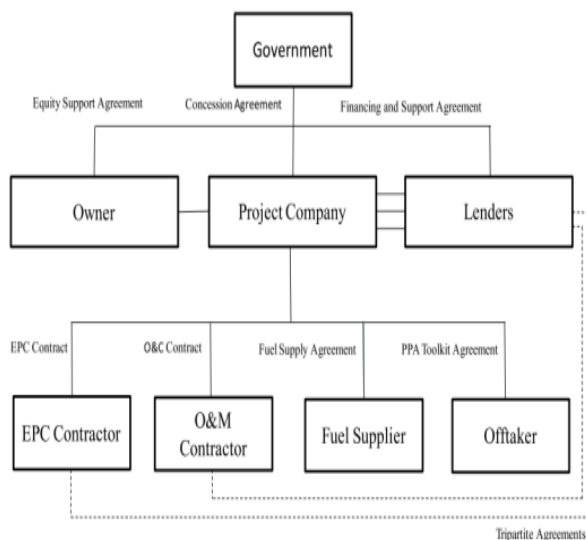 Government
Equity Support Agreement
Concession Agreement
Financing and Support Agreement
Owner
Project Company
Lenders
EPC Contract
O&C Contract
Fuel Supply Agreement
PPA Toolkit Agreement
EPC Contractor
O&M
Contractor
Fuel Supplier
Offtaker
Tripartite Agreements